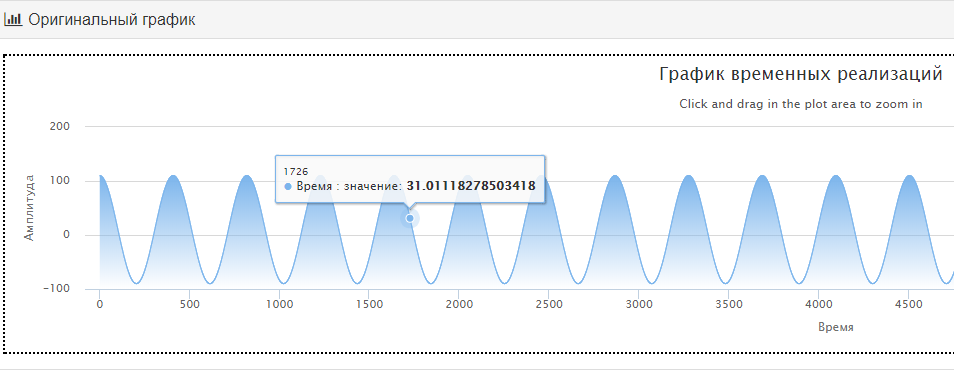 Оригинальный график
График временных реализаций
Click and drag in the plot area to zoom in
Амплитуда
200
100
0
-100
1726
Время : значение: 31.01118278503418
0 500 1000 1500 2000 2500 3000 3500 4000 4500
Время